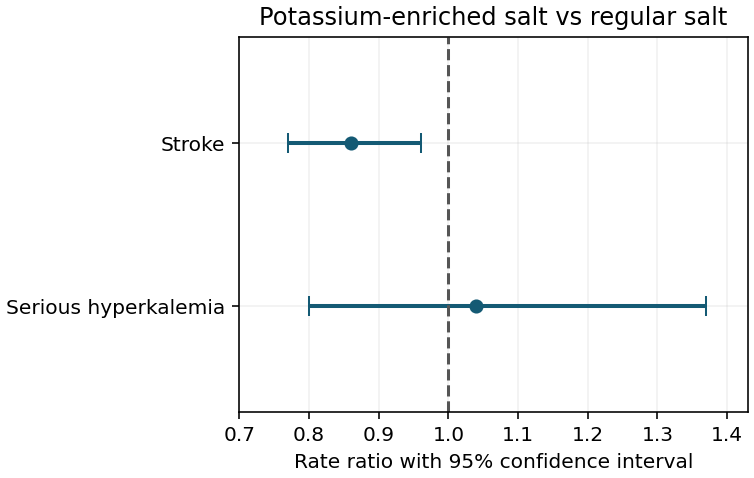 Potassium-enriched salt vs regular salt
Stroke
Serious hyperkalemia
0.7 0.8 0.9 1.0 1.1 1.2 1.3 1.4
Rate ratio with 95% confidence interval